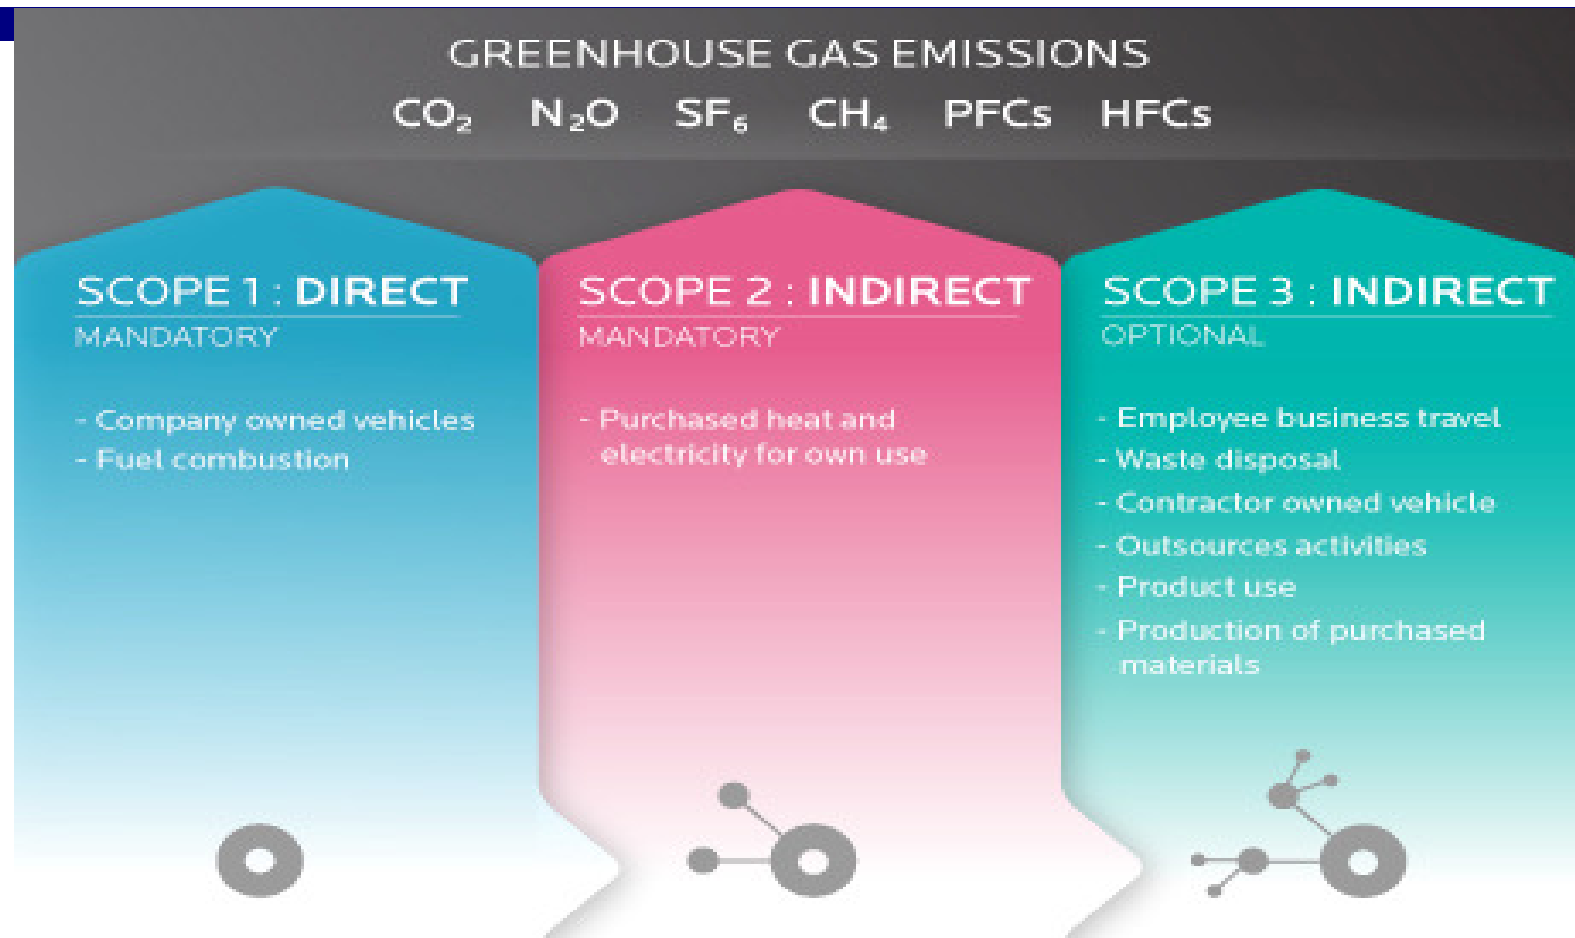 GREENHOUSE GAS EMISSIONS
CO₂ N₂O SF₆ CH₄ PFCs HFCs
SCOPE 1 : DIRECT
MANDATORY
- Company owned vehicles
- Fuel combustion
SCOPE 2 : INDIRECT
MANDATORY
- Purchased heat and
electricity for own use
SCOPE 3 : INDIRECT
OPTIONAL
- Employee business travel
- Waste disposal
- Contractor owned vehicle
- Outsources activities
- Product use
- Production of purchased
materials